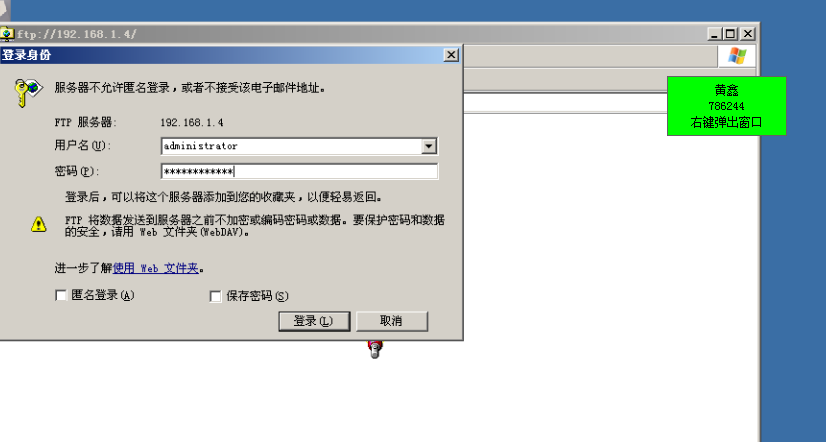 ftp://192.168.1.4/
登录身份
服务器不允许匿名登录，或者不接受该电子邮件地址。
FTP 服务器: 192.168.1.4
用户名(U): administrator
密码(P): ************
登录后，可以将这个服务器添加到您的收藏夹，以便轻易返回。
FTP 将数据发送到服务器之前不加密或编码密码或数据。要保护密码和数据
的安全，请用 Web 文件夹(WebDAV)。
进一步了解使用 Web 文件夹。
匿名登录(A) 保存密码(S)
登录(L) 取消
黄鑫
786244
右键弹出窗口